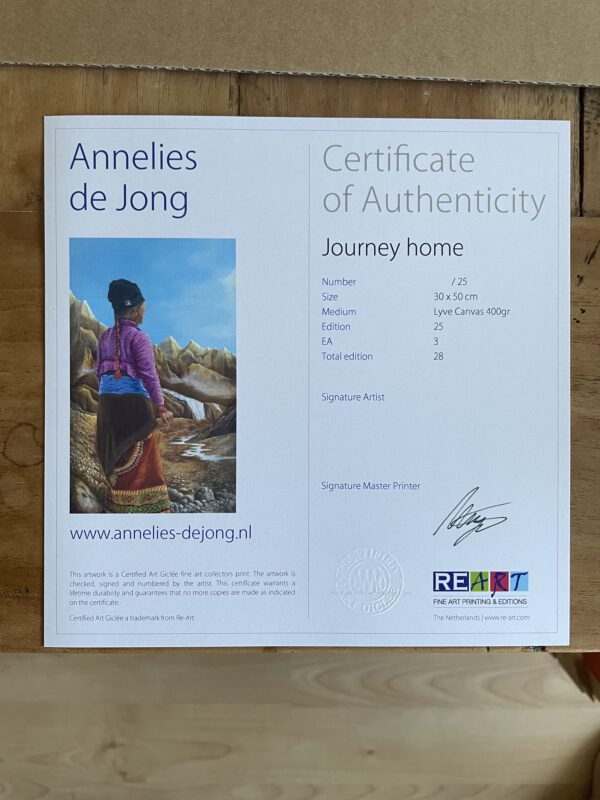 Annelies
de Jong
www.annelies-dejong.nl
This artwork is a Certified Art Giclée fine art collectors print. The artwork is
checked, signed and numbered by the artist. This certificate warrants a
lifetime durability and guarantees that no more copies are made as indicated
on the certificate.
Certified Art Giclée a trademark from Re-Art
Certificate
of Authenticity
Journey home
Number / 25
Size 30 x 50 cm
Medium Lyve Canvas 400gr
Edition 25
EA 3
Total edition 28
Signature Artist
Signature Master Printer
REART
FINE ART PRINTING & EDITIONS
The Netherlands | www.re-art.com